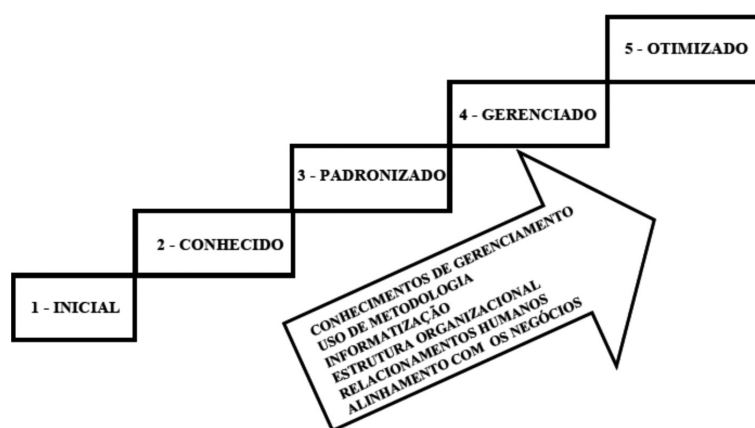 5 - OTIMIZADO
4 - GERENCIADO
3 - PADRONIZADO
2 - CONHECIDO
1 - INICIAL
CONHECIMENTOS DE GERENCIAMENTO
USO DE METODOLOGIA
INFORMATIZAÇÃO
ESTRUTURA ORGANIZACIONAL
RELACIONAMENTOS HUMANOS
ALINHAMENTO COM OS NEGÓCIOS